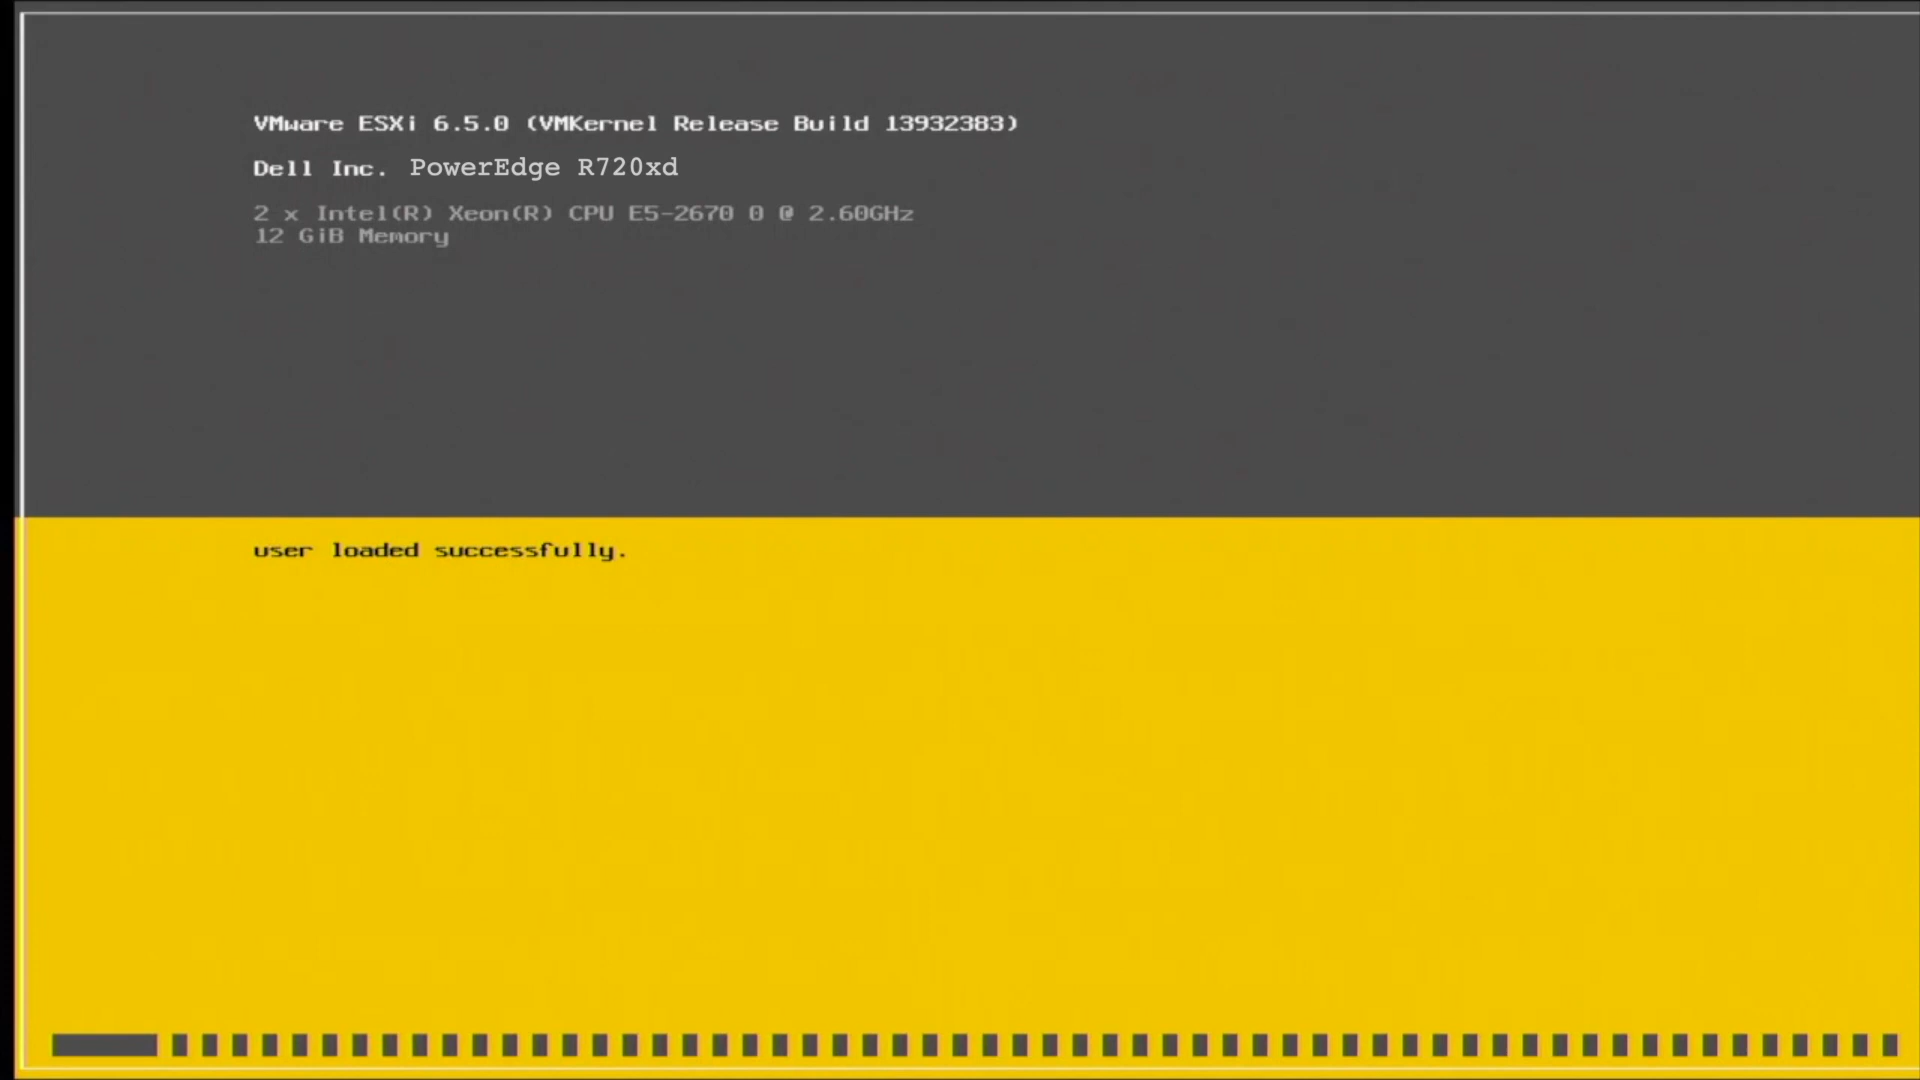 VMware ESXi 6.5.0 (VMKernel Release Build 13932383)
Dell Inc. PowerEdge R720xd
2 x Intel(R) Xeon(R) CPU E5-2670 0 @ 2.60GHz
12 GiB Memory
user loaded successfully.